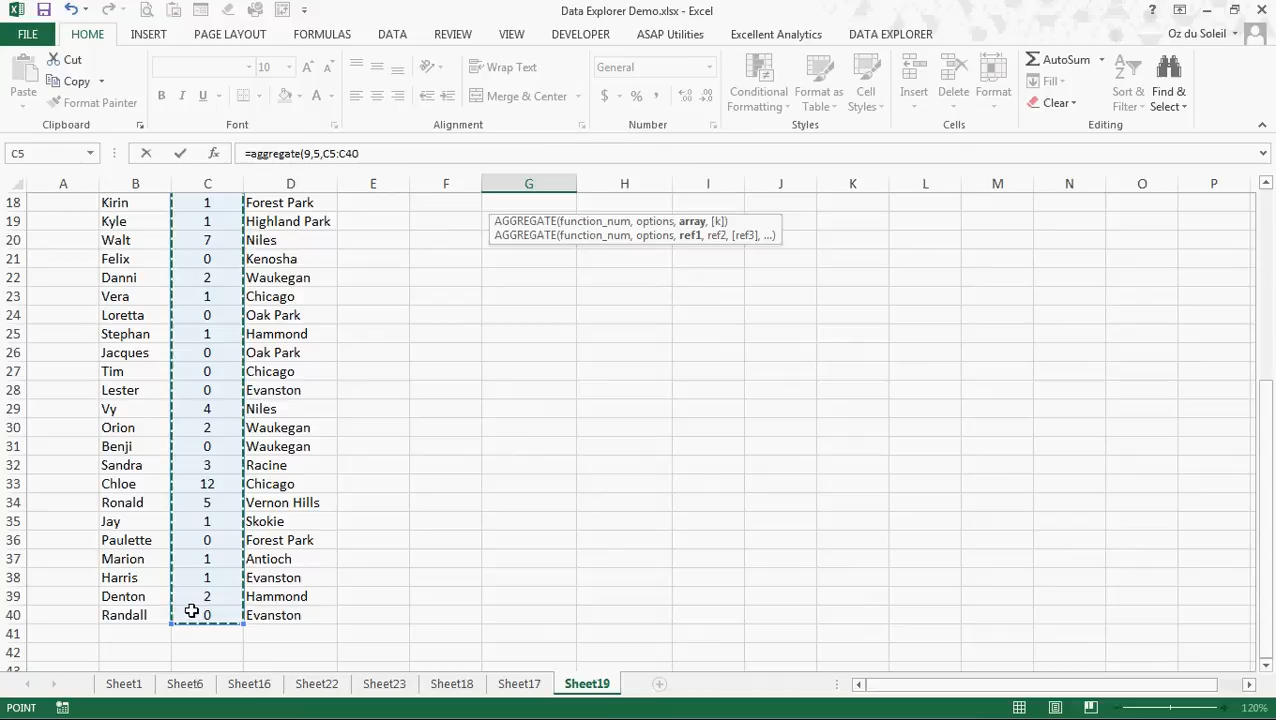 Data Explorer Demo.xlsx - Excel
FILE HOME INSERT PAGE LAYOUT FORMULAS DATA REVIEW VIEW DEVELOPER ASAP Utilities Excellent Analytics DATA EXPLORER Oz du Soleil
Paste Cut Copy Format Painter Clipboard
10 A A B I U A Font
Wrap Text Merge & Center Alignment
General $ % , Number
Conditional Formatting Format as Table Cell Styles Styles
Insert Delete Format Cells
AutoSum Fill Clear Sort & Filter Find & Select Editing
C5 fx =aggregate(9,5,C5:C40
A B C D E F G H I J K L M N O P
18 Kirin 1 Forest Park
19 Kyle 1 Highland Park
20 Walt 7 Niles
21 Felix 0 Kenosha
22 Danni 2 Waukegan
23 Vera 1 Chicago
24 Loretta 0 Oak Park
25 Stephan 1 Hammond
26 Jacques 0 Oak Park
27 Tim 0 Chicago
28 Lester 0 Evanston
29 Vy 4 Niles
30 Orion 2 Waukegan
31 Benji 0 Waukegan
32 Sandra 3 Racine
33 Chloe 12 Chicago
34 Ronald 5 Vernon Hills
35 Jay 1 Skokie
36 Paulette 0 Forest Park
37 Marion 1 Antioch
38 Harris 1 Evanston
39 Denton 2 Hammond
40 Randall 0 Evanston
41
42
43
AGGREGATE(function_num, options, array, [k])
AGGREGATE(function_num, options, ref1, ref2, [ref3], ...)
Sheet1 Sheet6 Sheet16 Sheet22 Sheet23 Sheet18 Sheet17 Sheet19
POINT 120%